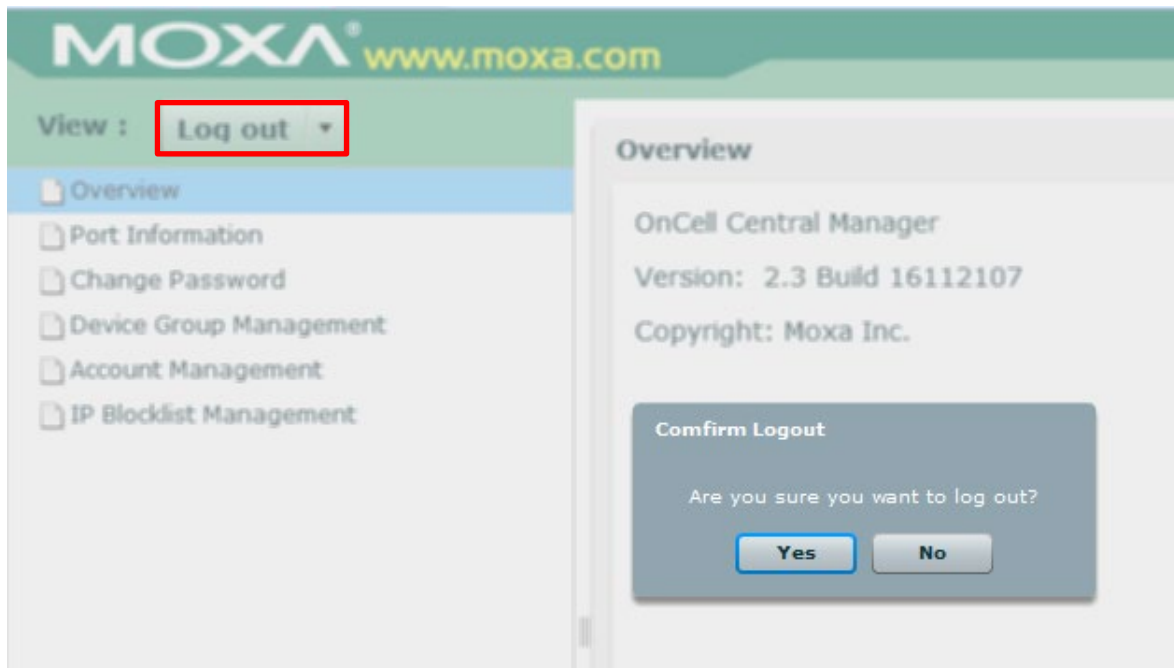 MOXA® www.moxa.com
View : Log out
Overview
Port Information
Change Password
Device Group Management
Account Management
IP Blocklist Management
Overview
OnCell Central Manager
Version: 2.3 Build 16112107
Copyright: Moxa Inc.
Comfirm Logout
Are you sure you want to log out?
Yes No